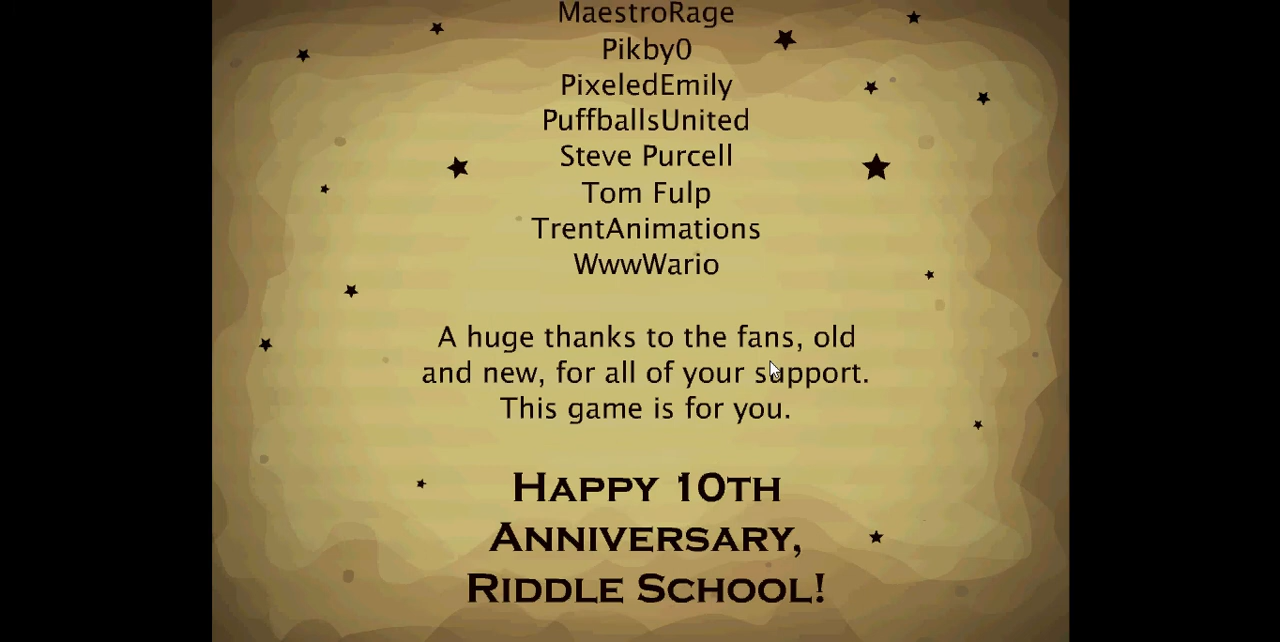 MaestroRage
Pikby0
PixeledEmily
PuffballsUnited
Steve Purcell
Tom Fulp
TrentAnimations
WwwWario
A huge thanks to the fans, old
and new, for all of your support.
This game is for you.
Happy 10th
Anniversary,
Riddle School!